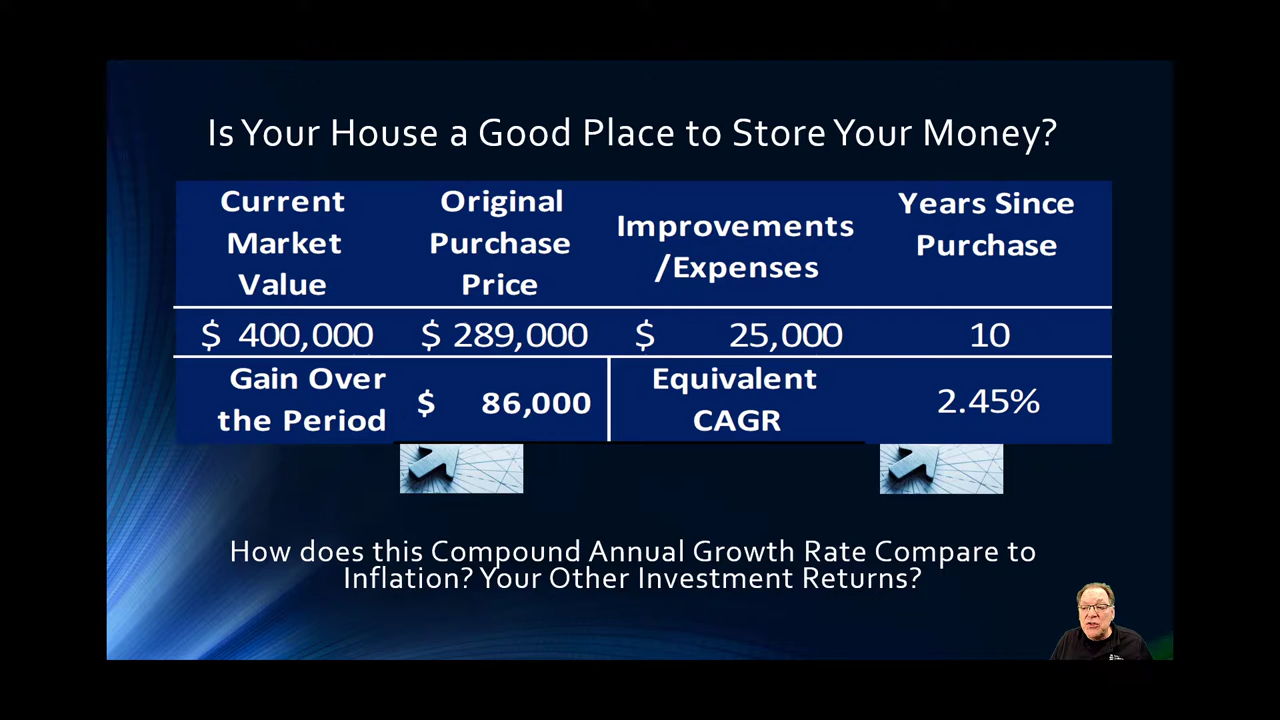 Is Your House a Good Place to Store Your Money?
Current Market Value
Original Purchase Price
Improvements /Expenses
Years Since Purchase
$ 400,000
$ 289,000
$ 25,000
10
Gain Over the Period
$ 86,000
Equivalent CAGR
2.45%
How does this Compound Annual Growth Rate Compare to
Inflation? Your Other Investment Returns?